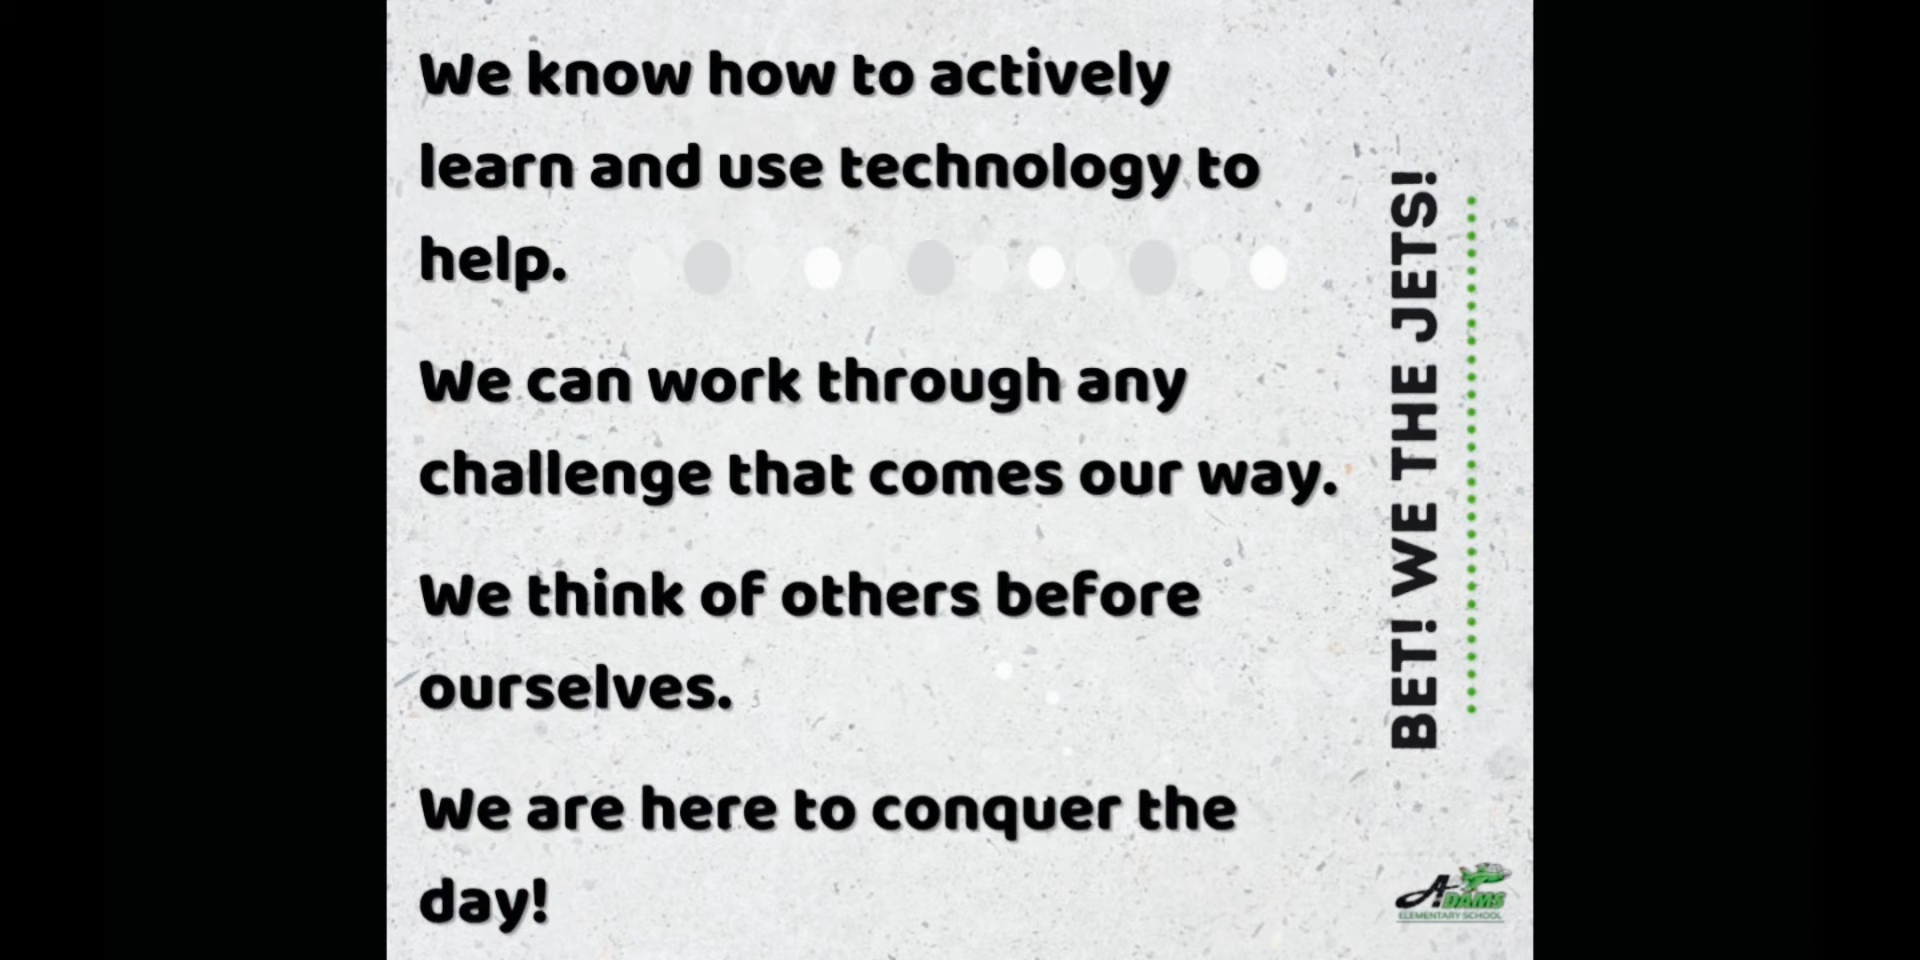 We know how to actively
learn and use technology to
help.
We can work through any
challenge that comes our way.
We think of others before
ourselves.
We are here to conquer the
day!
BET! WE THE JETS!
ADAMS
ELEMENTARY SCHOOL